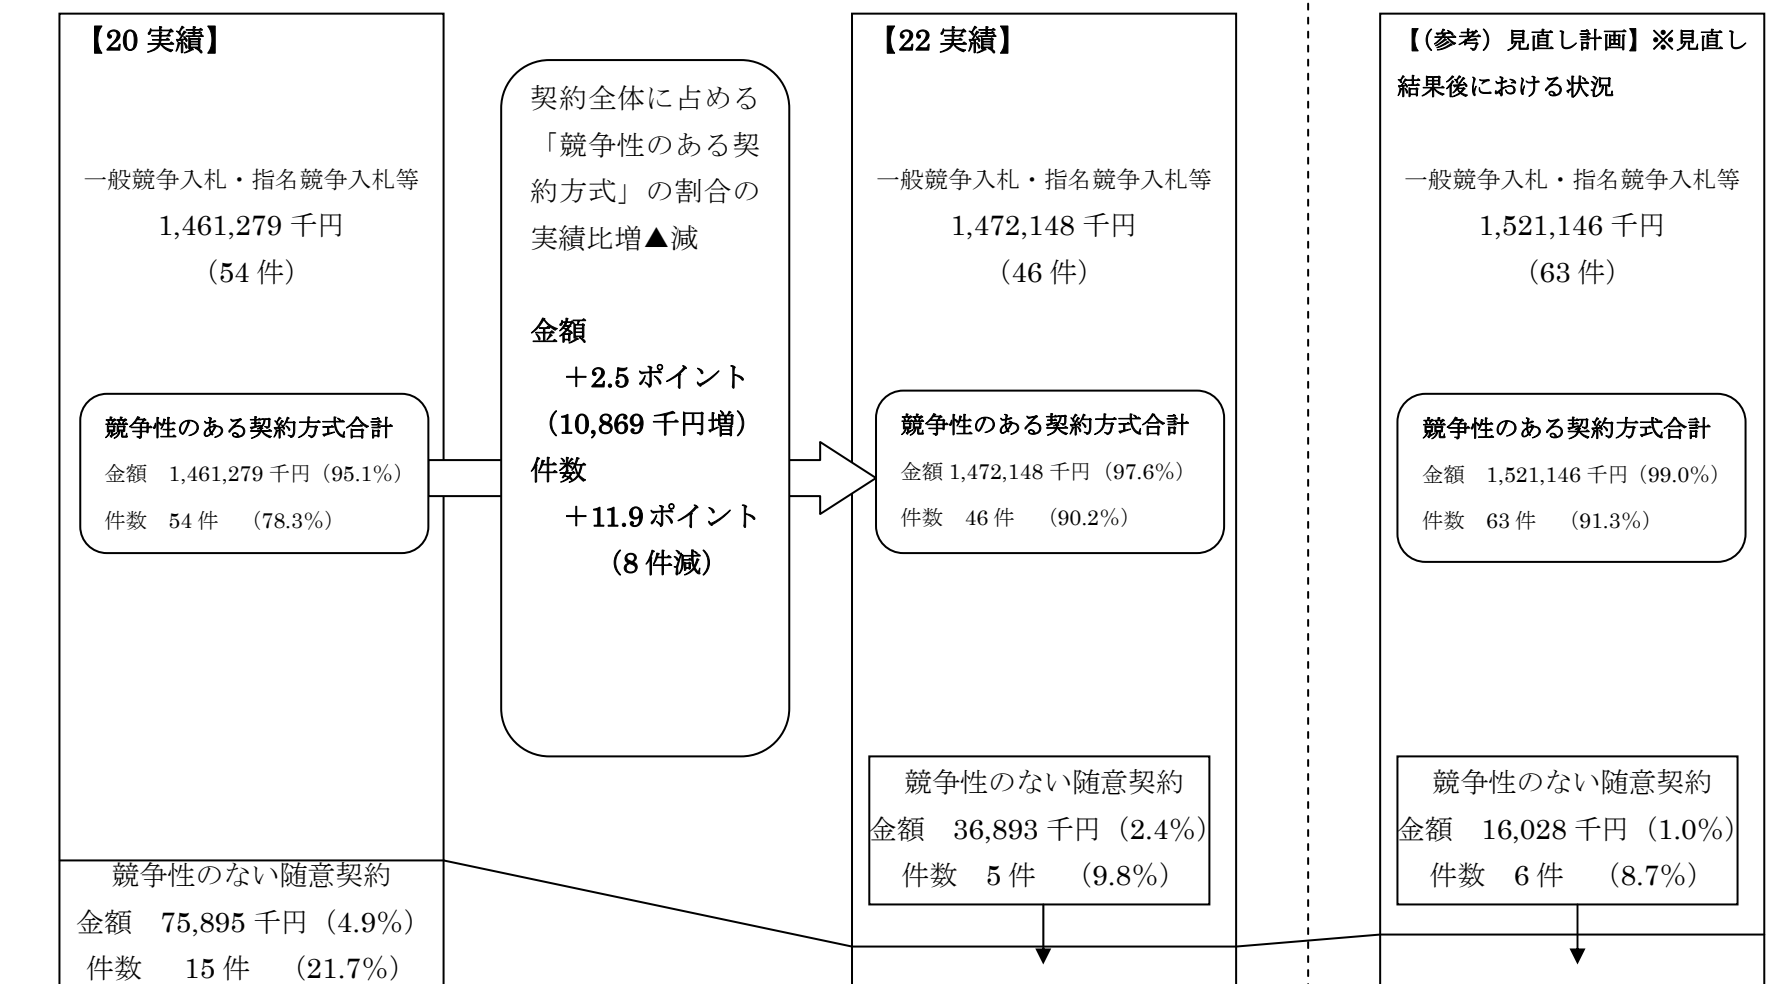 【20 実績】
一般競争入札・指名競争入札等
1,461,279 千円
（54 件）
競争性のある契約方式合計
金額　1,461,279 千円（95.1%）
件数　54 件　（78.3%）
競争性のない随意契約
金額　75,895 千円（4.9%）
件数　15 件　（21.7%）
契約全体に占める
「競争性のある契
約方式」の割合の
実績比増▲減
金額
＋2.5 ポイント
（10,869 千円増）
件数
＋11.9 ポイント
（8 件減）
【22 実績】
一般競争入札・指名競争入札等
1,472,148 千円
（46 件）
競争性のある契約方式合計
金額 1,472,148 千円（97.6%）
件数　46 件　（90.2%）
競争性のない随意契約
金額　36,893 千円（2.4%）
件数　5 件　（9.8%）
【（参考）見直し計画】※見直し
結果後における状況
一般競争入札・指名競争入札等
1,521,146 千円
（63 件）
競争性のある契約方式合計
金額　1,521,146 千円（99.0%）
件数　63 件　（91.3%）
競争性のない随意契約
金額　16,028 千円（1.0%）
件数　6 件　（8.7%）